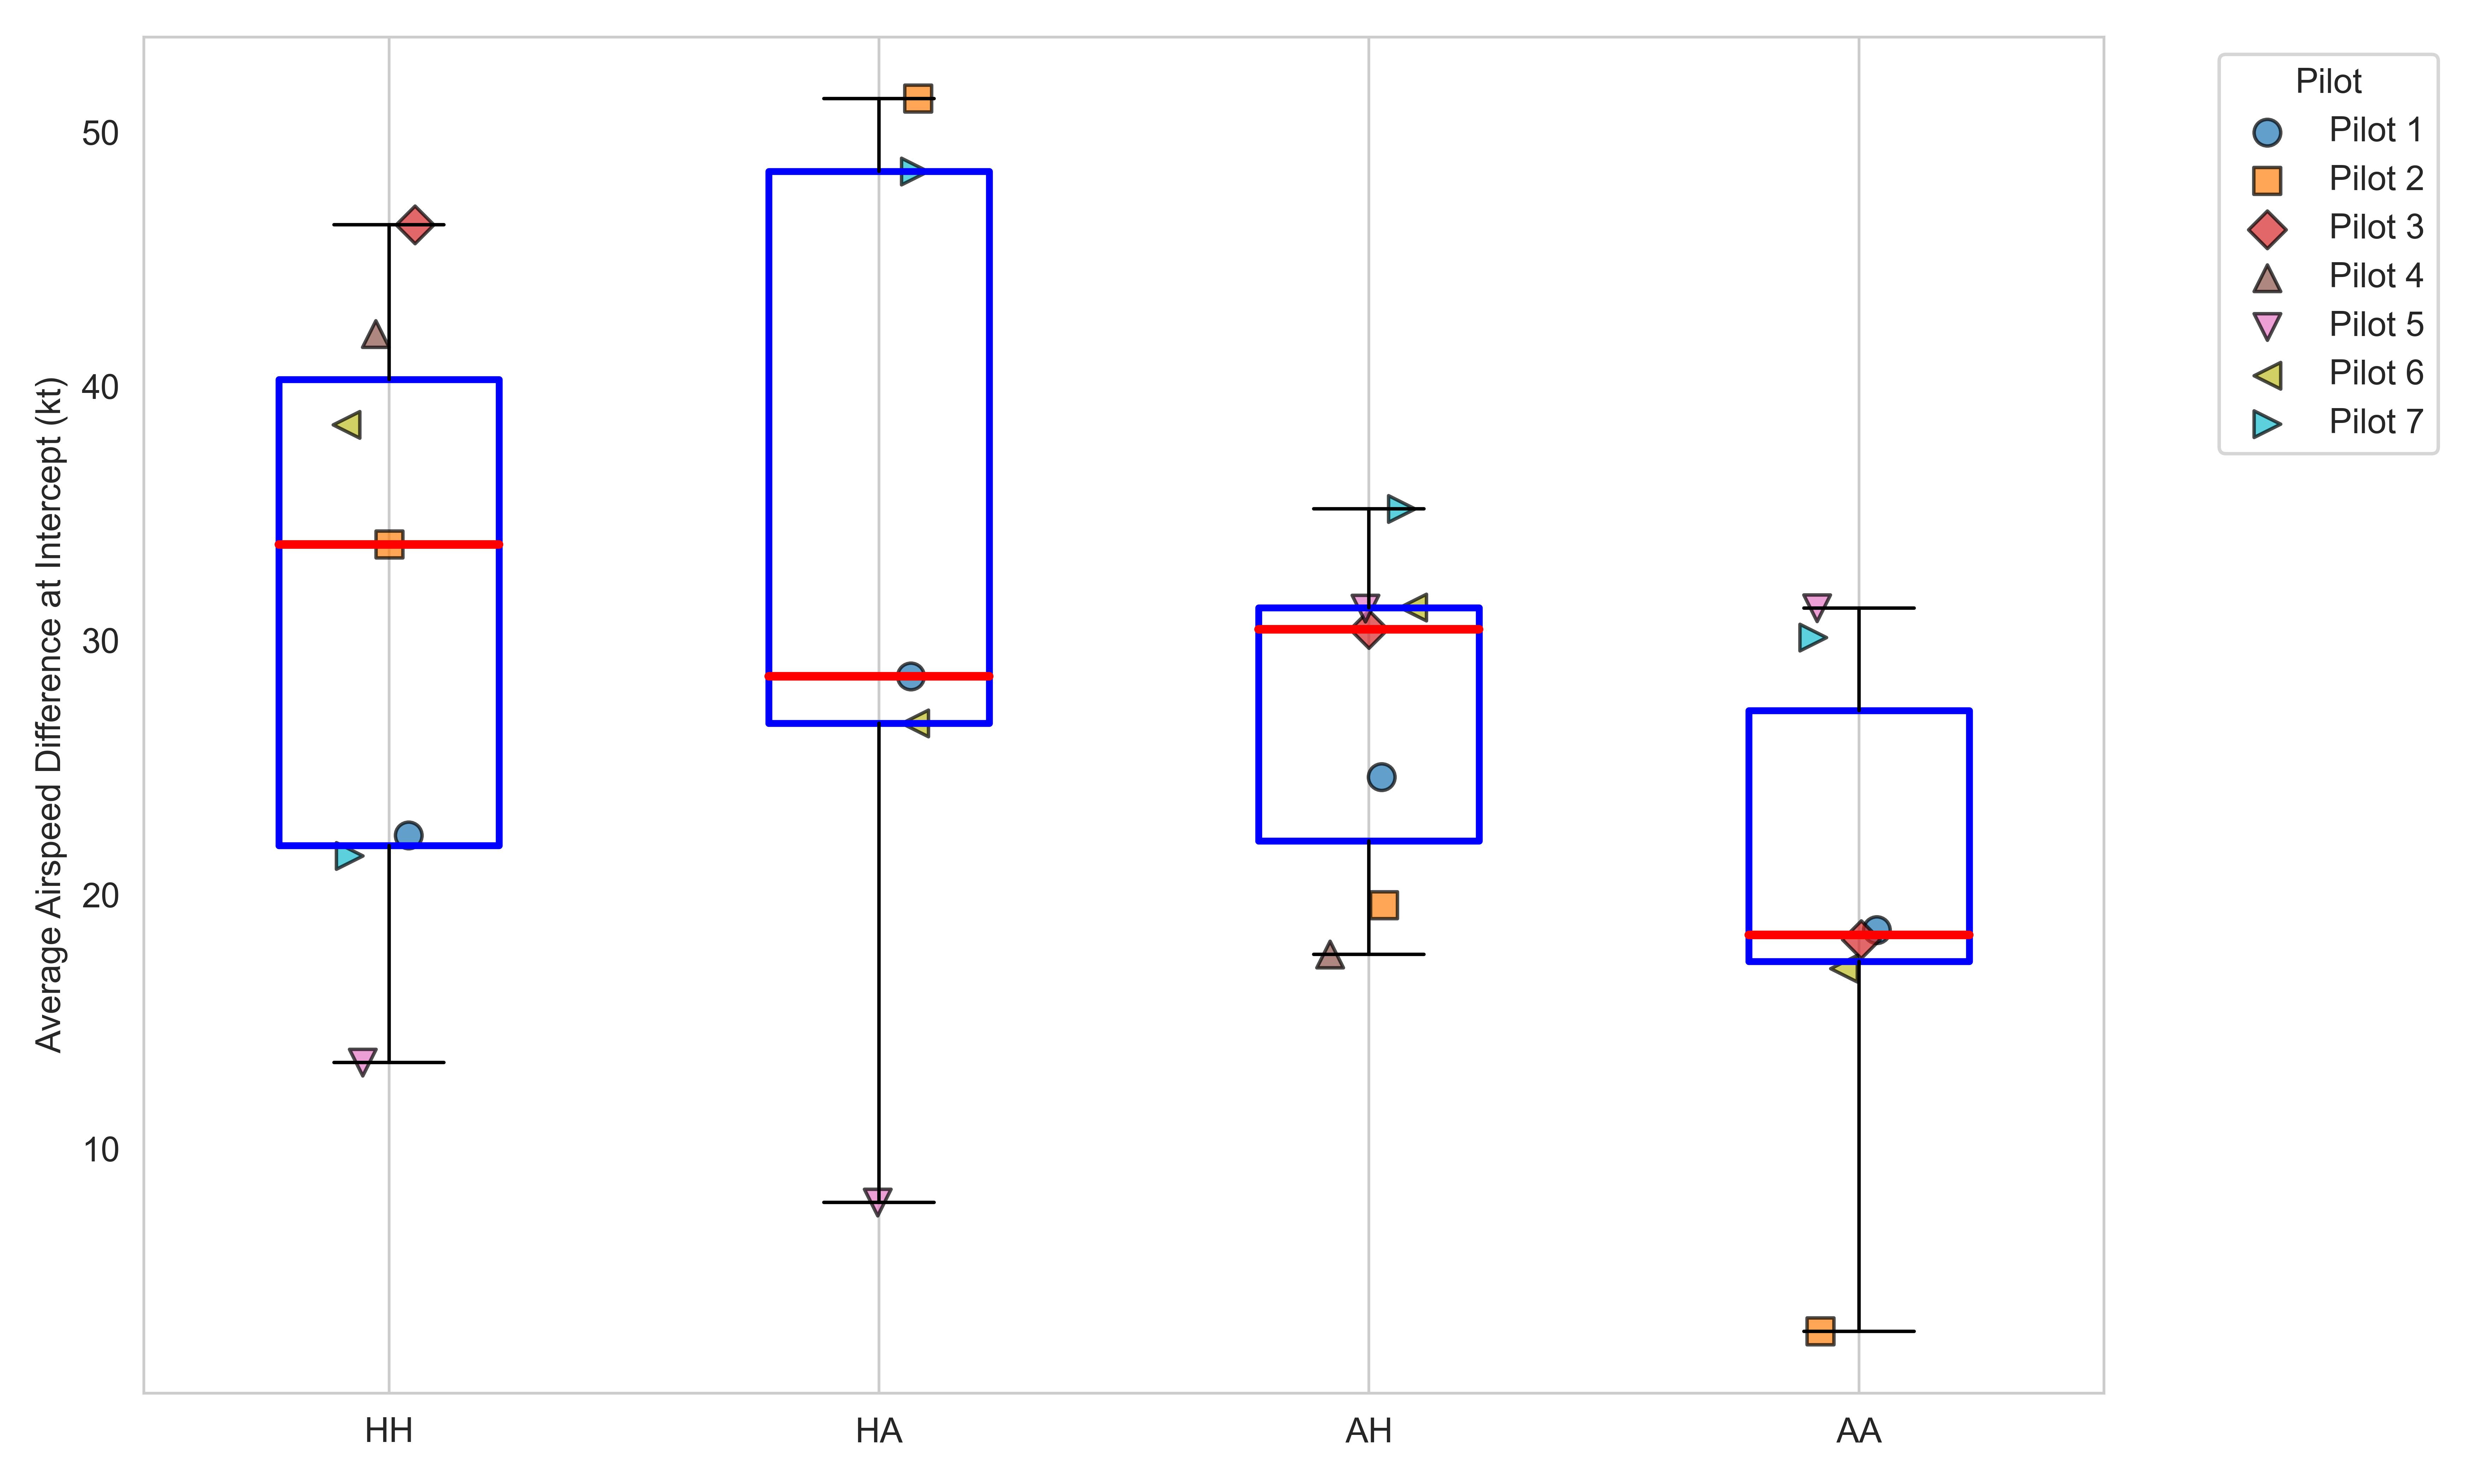 Average Airspeed Difference at Intercept (kt)
50
40
30
20
10
HH
HA
AH
AA
Pilot
Pilot 1
Pilot 2
Pilot 3
Pilot 4
Pilot 5
Pilot 6
Pilot 7